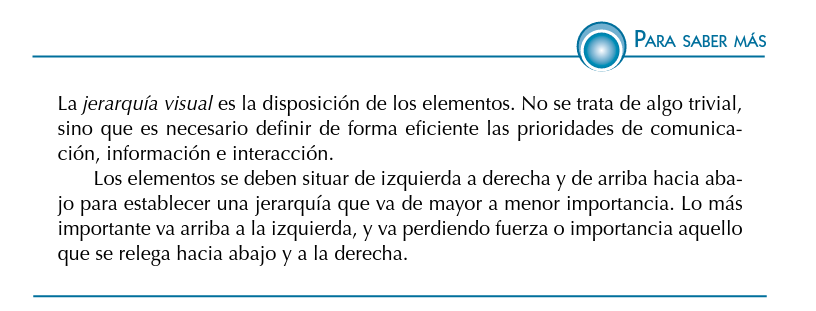 PARA SABER MÁS
La jerarquía visual es la disposición de los elementos. No se trata de algo trivial,
sino que es necesario definir de forma eficiente las prioridades de comunica-
ción, información e interacción.
Los elementos se deben situar de izquierda a derecha y de arriba hacia aba-
jo para establecer una jerarquía que va de mayor a menor importancia. Lo más
importante va arriba a la izquierda, y va perdiendo fuerza o importancia aquello
que se relega hacia abajo y a la derecha.